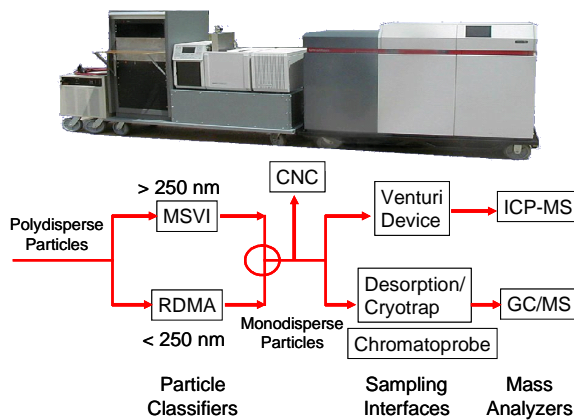 > 250 nm
MSVI
CNC
Venturi
Device
ICP-MS
Polydisperse
Particles
RDMA
< 250 nm
Monodisperse
Particles
Desorption/
Cryotrap
GC/MS
Chromatoprobe
Particle
Classifiers
Sampling
Interfaces
Mass
Analyzers